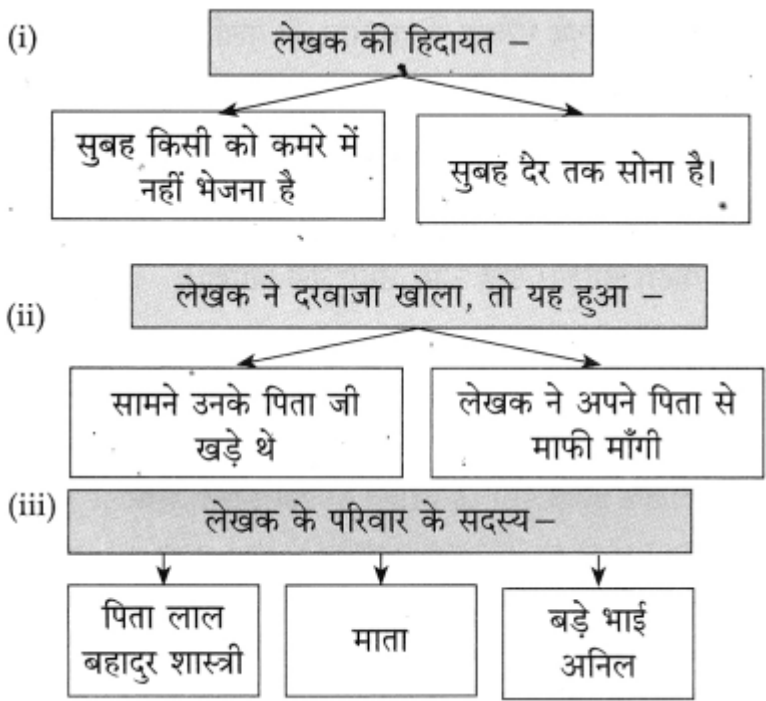 (i)
लेखक की हिदायत –
सुबह किसी को कमरे में
नहीं भेजना है
सुबह देर तक सोना है।
(ii)
लेखक ने दरवाजा खोला, तो यह हुआ –
सामने उनके पिता जी
खड़े थे
लेखक ने अपने पिता से
माफी माँगी
(iii)
लेखक के परिवार के सदस्य–
पिता लाल
बहादुर शास्त्री
माता
बड़े भाई
अनिल